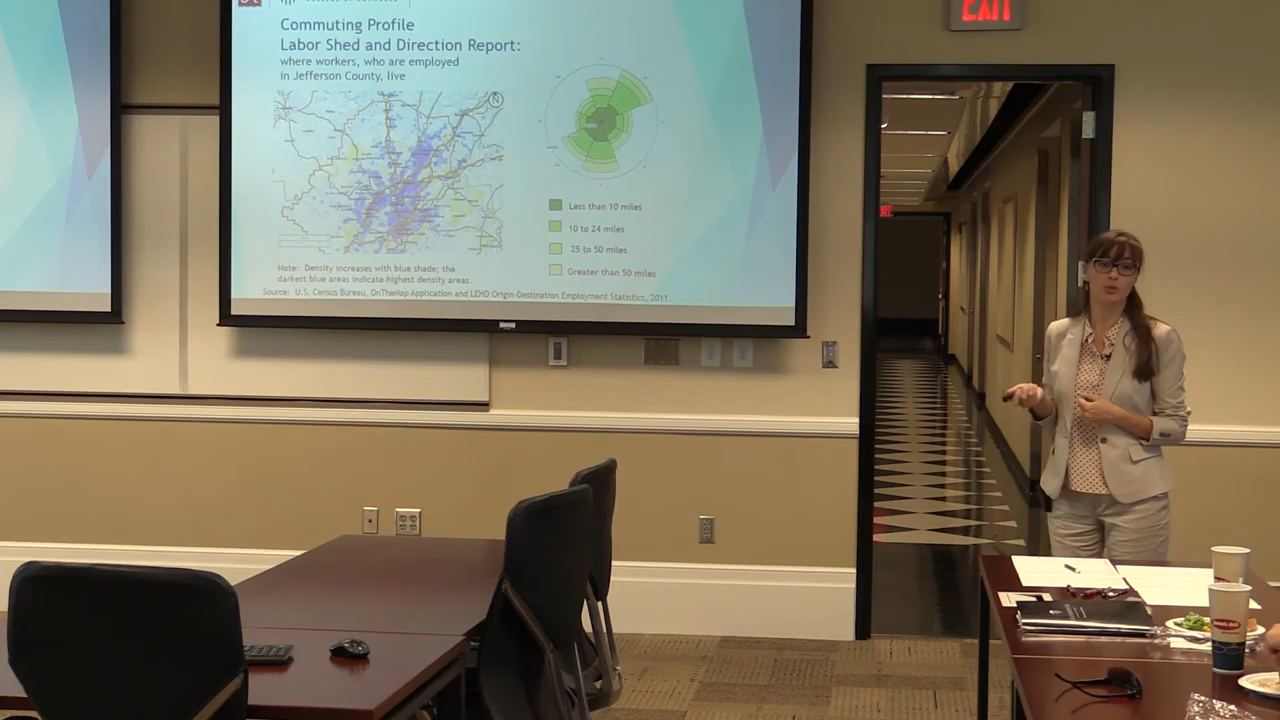 EXIT
Commuting Profile
Labor Shed and Direction Report:
where workers, who are employed
in Jefferson County, live
N
Less than 10 miles
10 to 24 miles
25 to 50 miles
Greater than 50 miles
Note: Density increases with blue shade; the
darkest blue areas indicate highest density areas.
Source: U.S. Census Bureau, OnTheMap Application and LEHD Origin-Destination Employment Statistics, 2011.